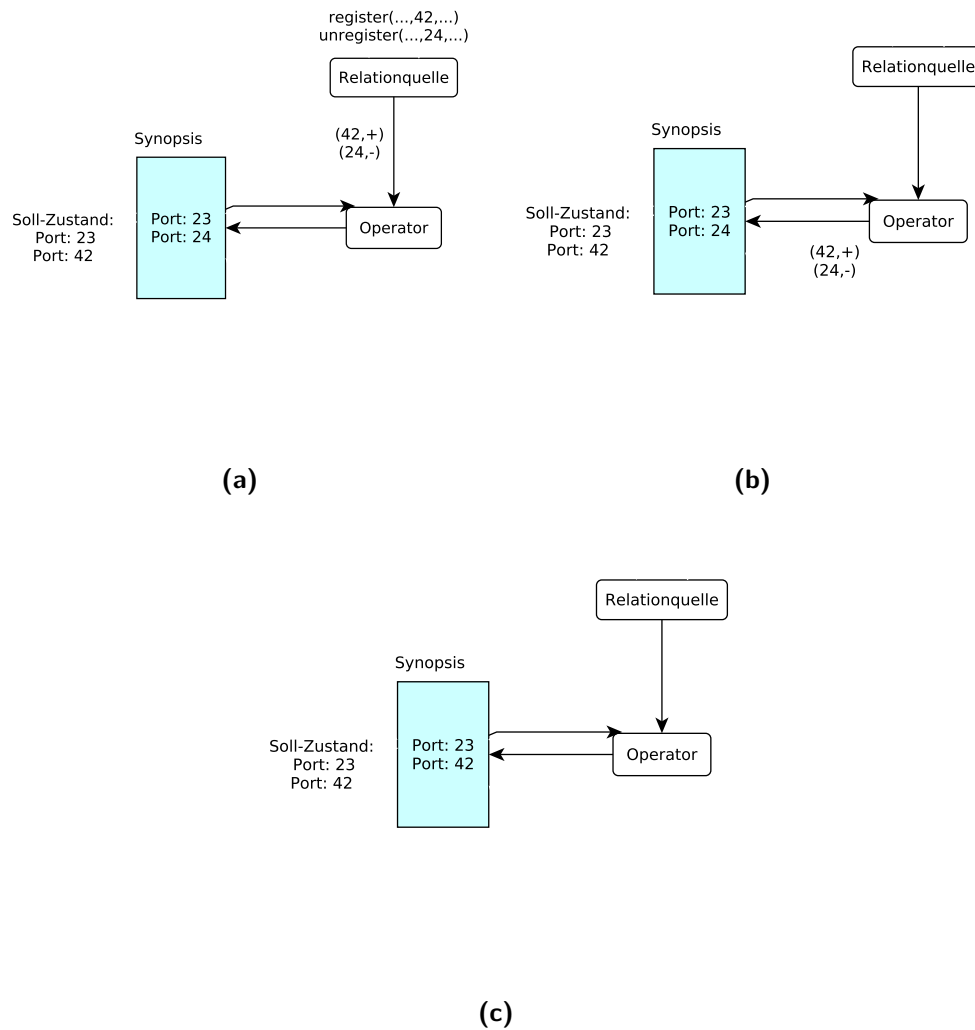 register(...,42,...)
unregister(...,24,...)
Relationquelle
(42,+)
(24,-)
Synopsis
Soll-Zustand:
Port: 23
Port: 42
Port: 23
Port: 24
Operator
(a)
Relationquelle
Synopsis
Soll-Zustand:
Port: 23
Port: 42
Port: 23
Port: 24
Operator
(42,+)
(24,-)
(b)
Relationquelle
Synopsis
Soll-Zustand:
Port: 23
Port: 42
Port: 23
Port: 42
Operator
(c)